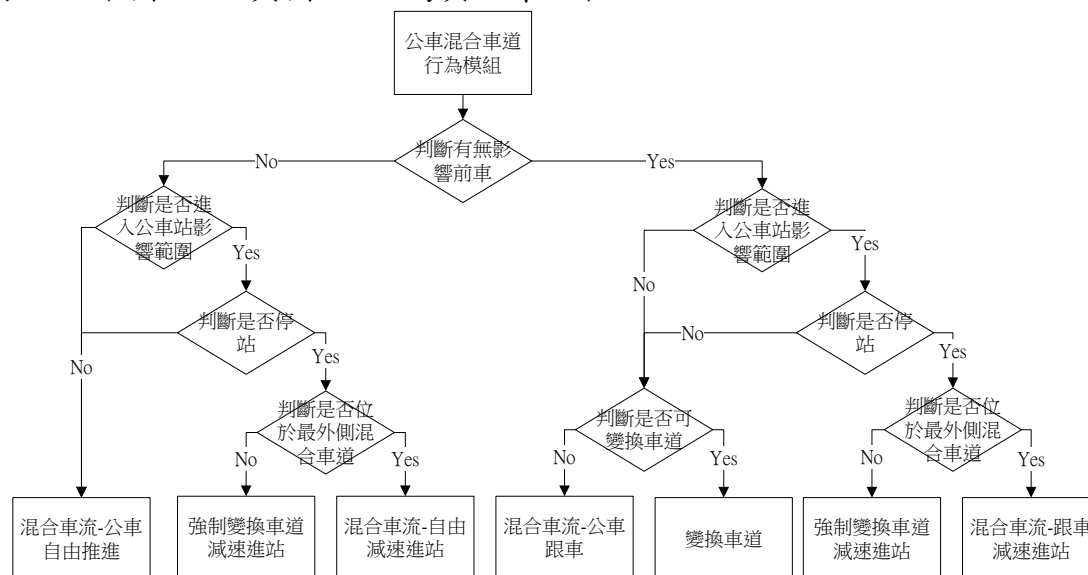 公車混合車道
行為模組
判斷有無影
響前車
No
Yes
判斷是否進
入公車站影
響範圍
判斷是否進
入公車站影
響範圍
Yes
Yes
No
判斷是否停
站
No
判斷是否停
站
No
Yes
Yes
判斷是否位
於最外側混
合車道
判斷是否可
變換車道
判斷是否位
於最外側混
合車道
No
Yes
No
Yes
No
Yes
混合車流-公車
自由推進
強制變換車道
減速進站
混合車流-自由
減速進站
混合車流-公車
跟車
變換車道
強制變換車道
減速進站
混合車流-跟車
減速進站